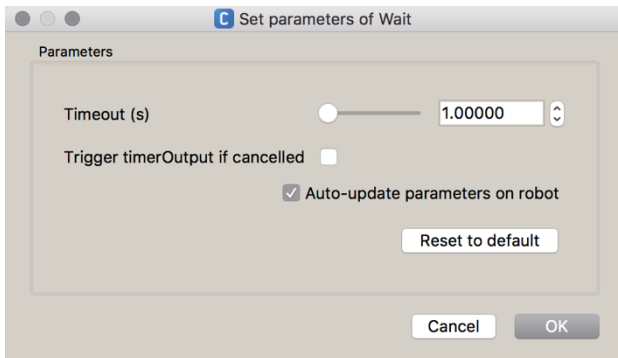 C Set parameters of Wait
Parameters
Timeout (s) 1.00000
Trigger timerOutput if cancelled
Auto-update parameters on robot
Reset to default
Cancel OK